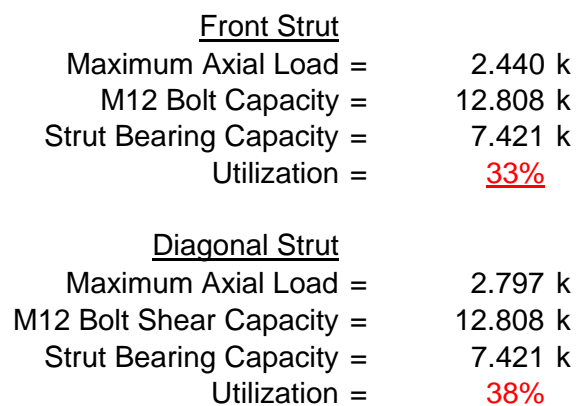 Front Strut
Maximum Axial Load = 2.440 k
M12 Bolt Capacity = 12.808 k
Strut Bearing Capacity = 7.421 k
Utilization = 33%
Diagonal Strut
Maximum Axial Load = 2.797 k
M12 Bolt Shear Capacity = 12.808 k
Strut Bearing Capacity = 7.421 k
Utilization = 38%